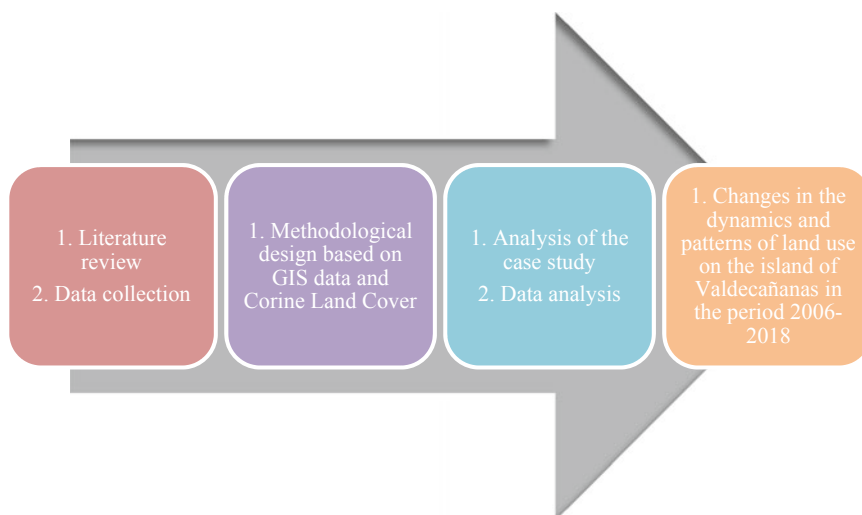 1. Literature
review
2. Data collection
1. Methodological
design based on
GIS data and
Corine Land Cover
1. Analysis of the
case study
2. Data analysis
1. Changes in the
dynamics and
patterns of land use
on the island of
Valdecañanas in
the period 2006-
2018